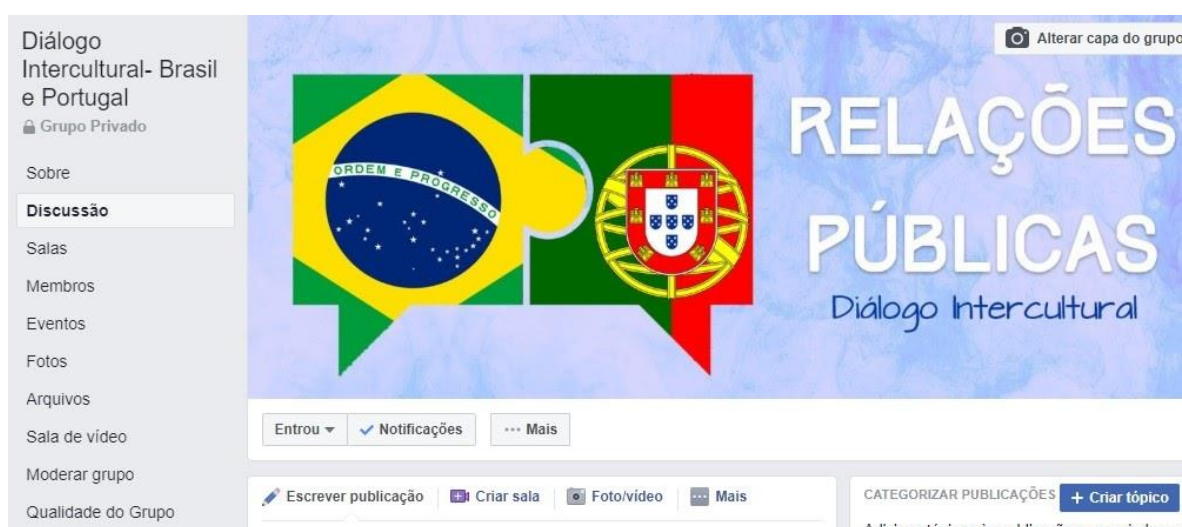 Diálogo
Intercultural- Brasil
e Portugal
Grupo Privado
Sobre
Discussão
Salas
Membros
Eventos
Fotos
Arquivos
Sala de vídeo
Moderar grupo
Qualidade do Grupo
Alterar capa do grupo
ORDEM E PROGRESSO
RELAÇÕES
PÚBLICAS
Diálogo Intercultural
Entrou
Notificações
Mais
Escrever publicação
Criar sala
Foto/vídeo
Mais
CATEGORIZAR PUBLICAÇÕES
+ Criar tópico